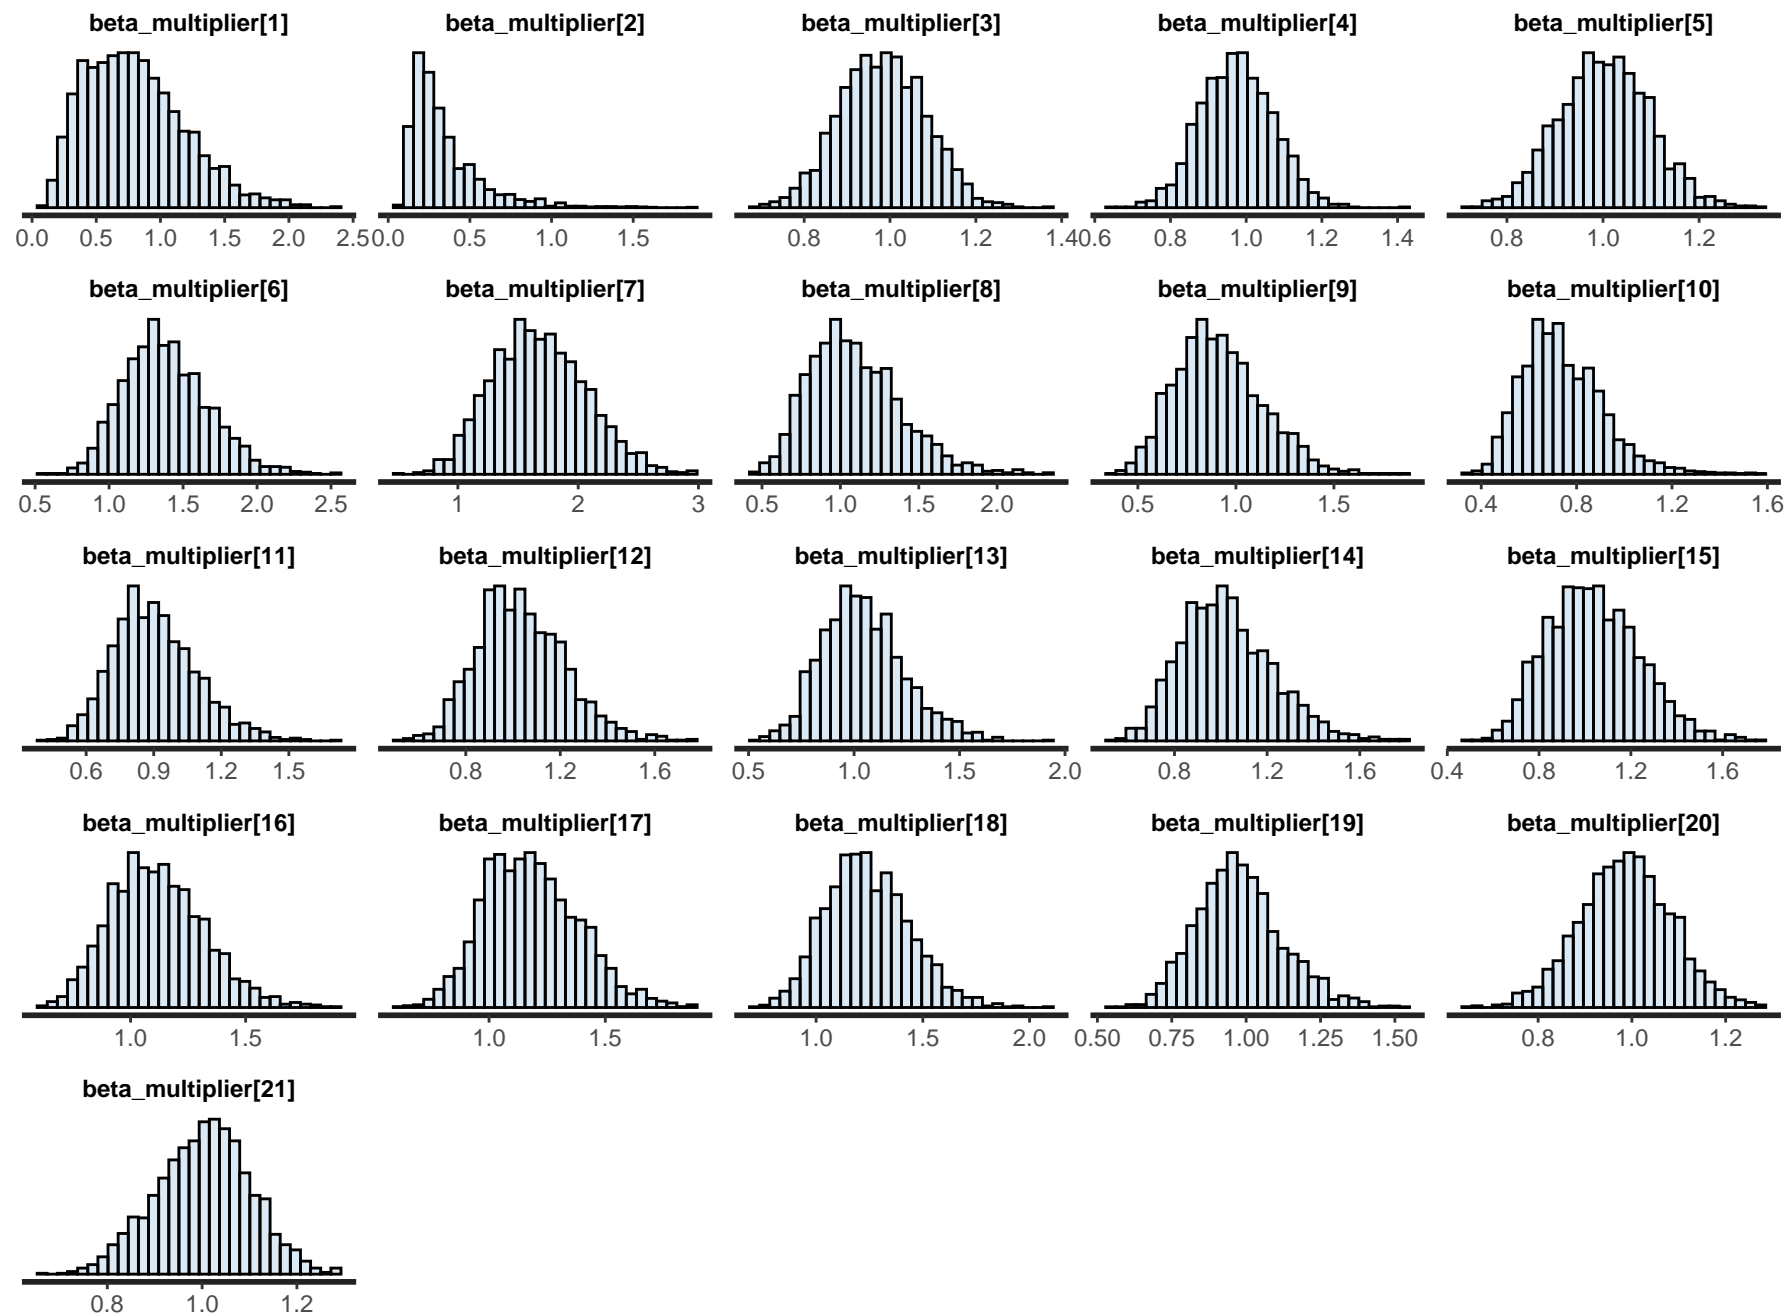 beta_multiplier[1] beta_multiplier[2] beta_multiplier[3] beta_multiplier[4] beta_multiplier[5]
0.0 0.5 1.0 1.5 2.0 2.5 0.0 0.5 1.0 1.5 0.8 1.0 1.2 1.4 0.6 0.8 1.0 1.2 1.4 0.8 1.0 1.2
beta_multiplier[6] beta_multiplier[7] beta_multiplier[8] beta_multiplier[9] beta_multiplier[10]
0.5 1.0 1.5 2.0 2.5 1 2 3 0.5 1.0 1.5 2.0 0.5 1.0 1.5 0.4 0.8 1.2 1.6
beta_multiplier[11] beta_multiplier[12] beta_multiplier[13] beta_multiplier[14] beta_multiplier[15]
0.6 0.9 1.2 1.5 0.8 1.2 1.6 0.5 1.0 1.5 2.0 0.8 1.2 1.6 0.4 0.8 1.2 1.6
beta_multiplier[16] beta_multiplier[17] beta_multiplier[18] beta_multiplier[19] beta_multiplier[20]
1.0 1.5 1.0 1.5 1.0 1.5 2.0 0.50 0.75 1.00 1.25 1.50 0.8 1.0 1.2
beta_multiplier[21]
0.8 1.0 1.2